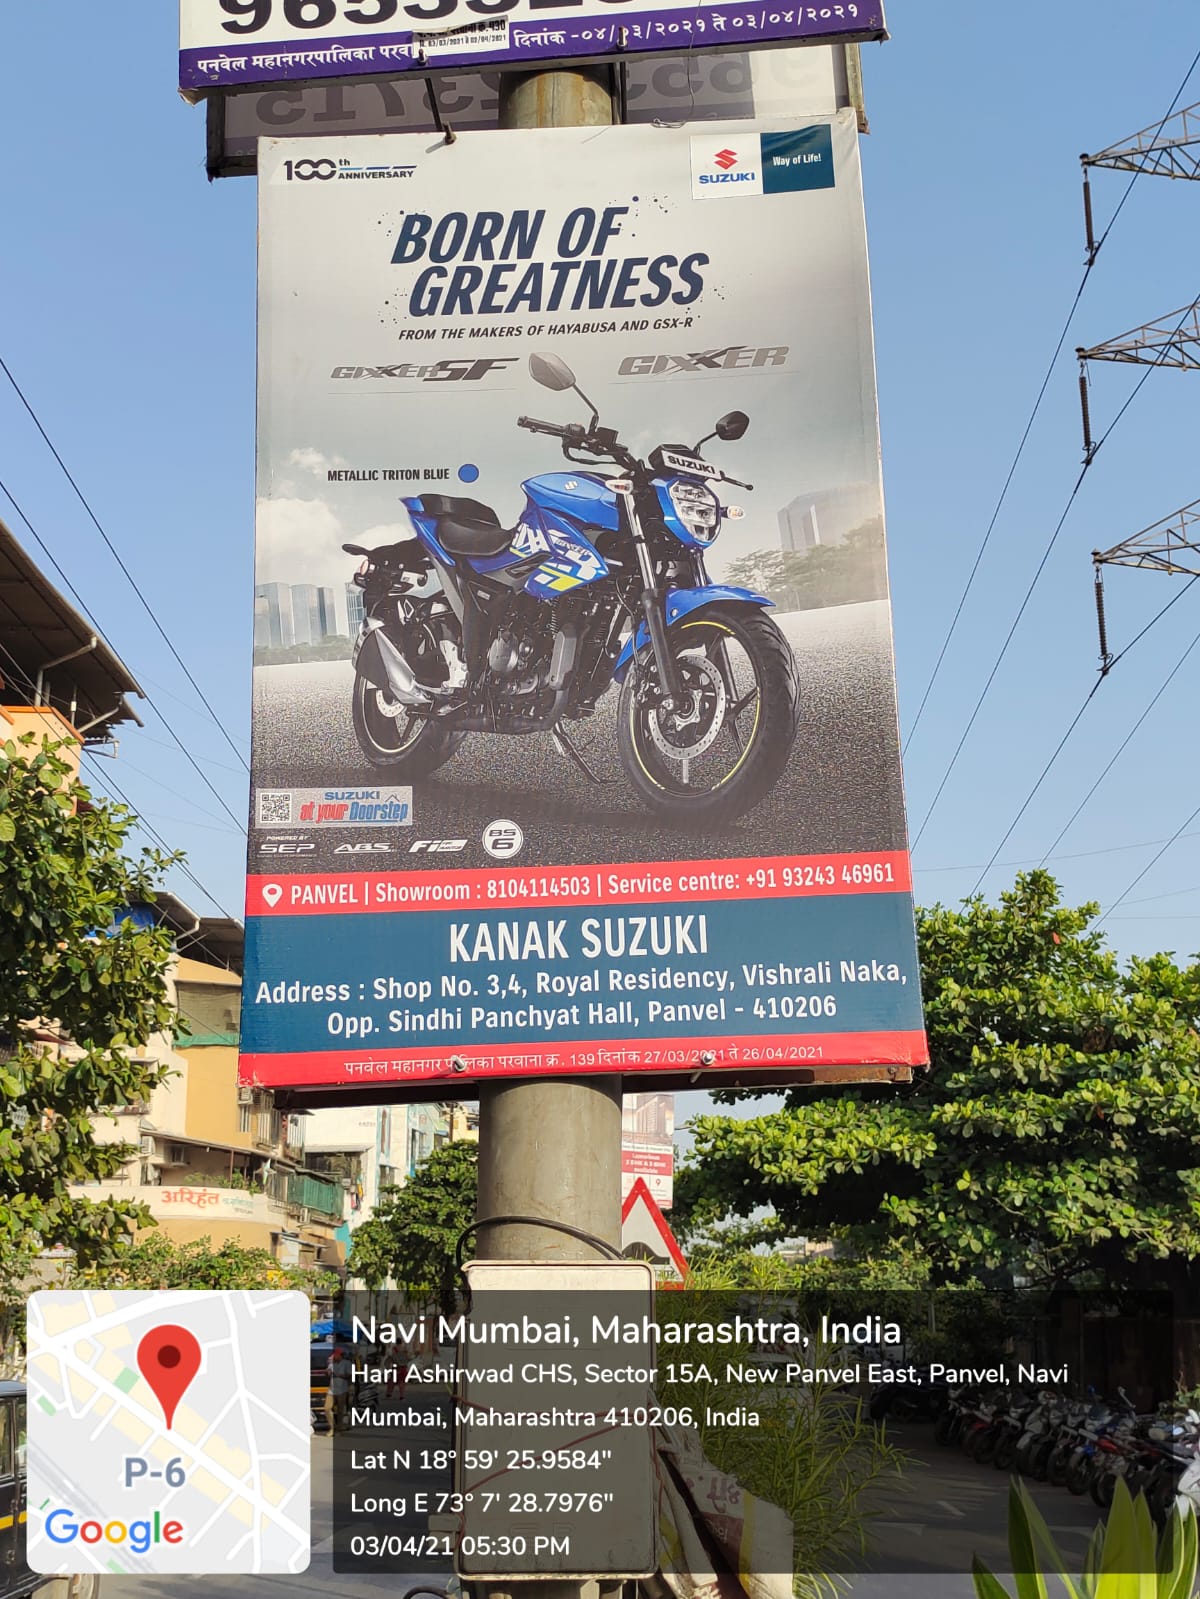 पनवेल महानगरपालिका परवा
दिनांक -०४/०३/२०२१ ते ०३/०४/२०२१
100th
ANNIVERSARY
SUZUKI
Way of Life!
BORN OF
GREATNESS
FROM THE MAKERS OF HAYABUSA AND GSX-R
GIXXER SF
GIXXER
SUZUKI
METALLIC TRITON BLUE
SUZUKI
at your Doorstep
POWERED BY
SEP
ABS
Fi
BS
6
PANVEL | Showroom : 8104114503 | Service centre: +91 93243 46961
KANAK SUZUKI
Address : Shop No. 3,4, Royal Residency, Vishrali Naka,
Opp. Sindhi Panchyat Hall, Panvel - 410206
पनवेल महानगर पालिका परवाना क्र. 139 दिनांक 27/03/2021 ते 26/04/2021
अरिहंत
Navi Mumbai, Maharashtra, India
Hari Ashirwad CHS, Sector 15A, New Panvel East, Panvel, Navi
Mumbai, Maharashtra 410206, India
Lat N 18° 59' 25.9584"
Long E 73° 7' 28.7976"
03/04/21 05:30 PM
P-6
Google